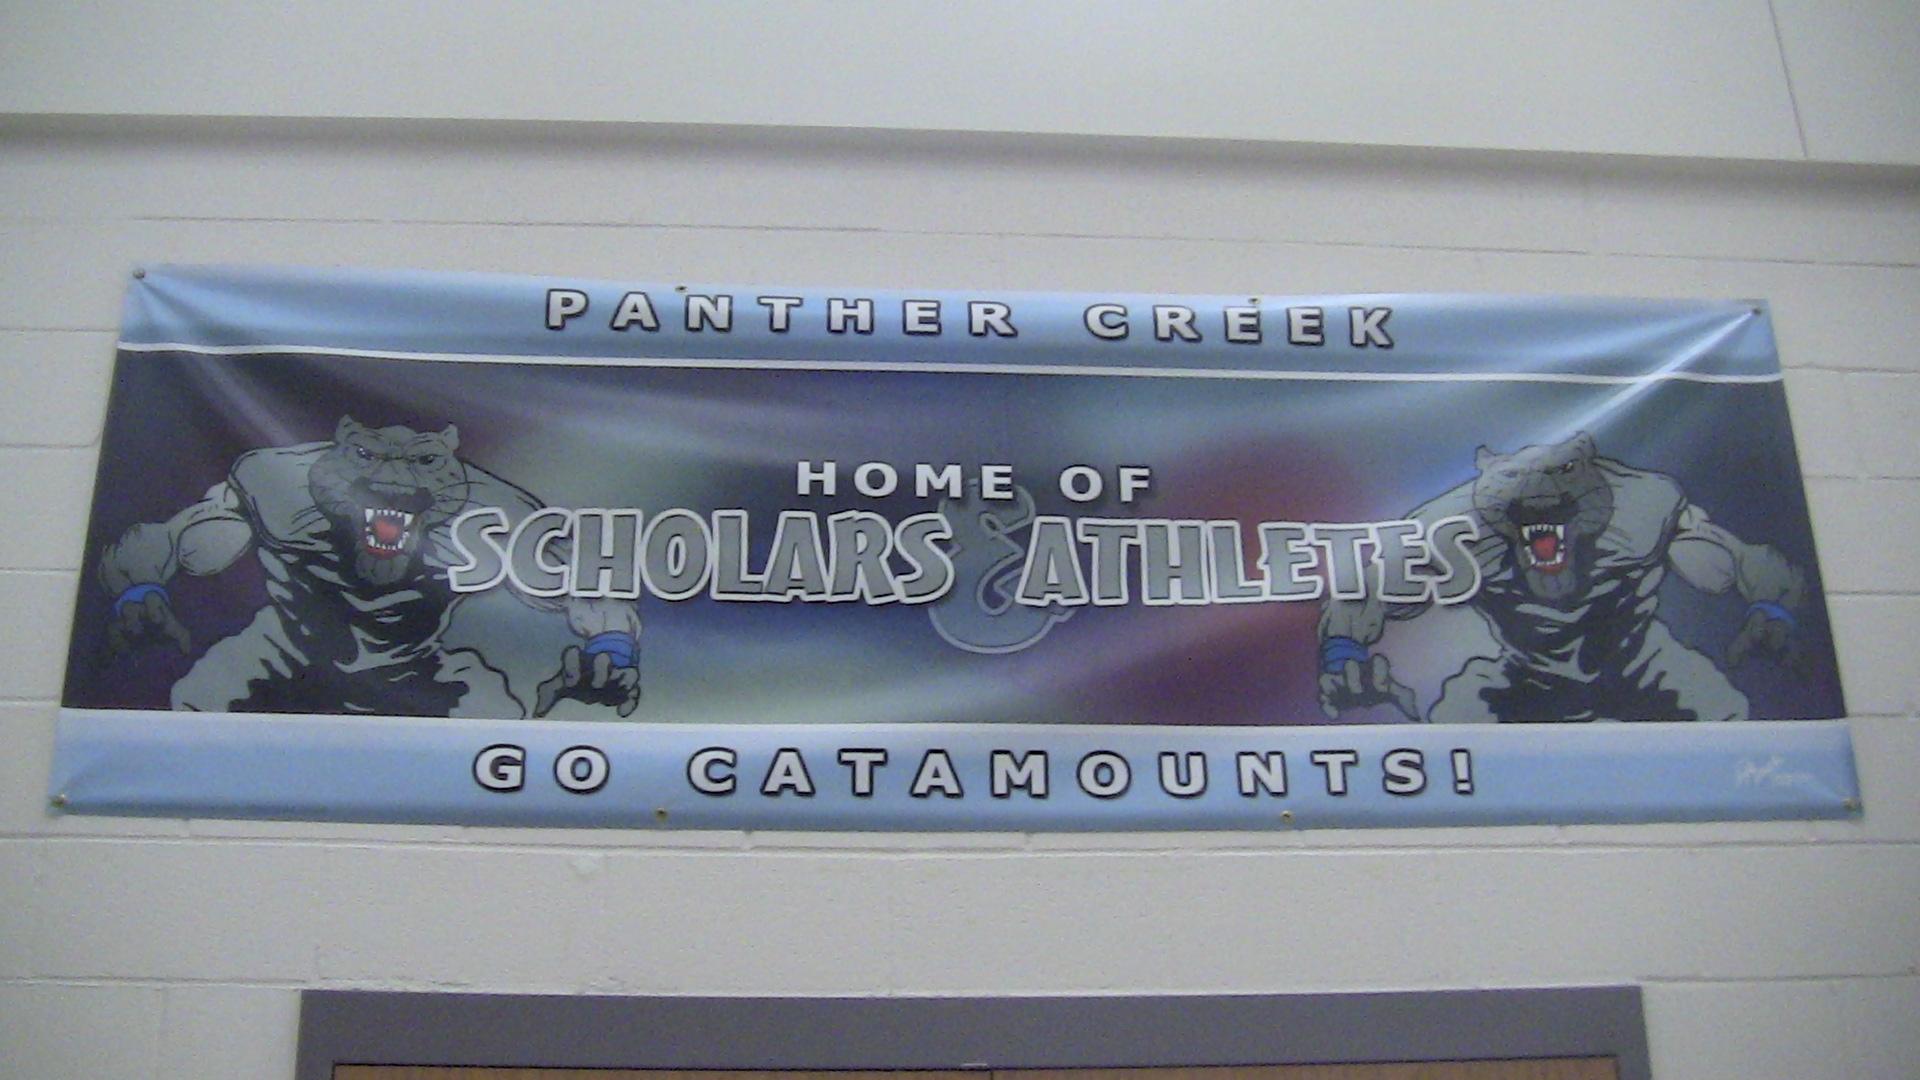 PANTHER CREEK
HOME OF
SCHOLARS & ATHLETES
GO CATAMOUNTS!